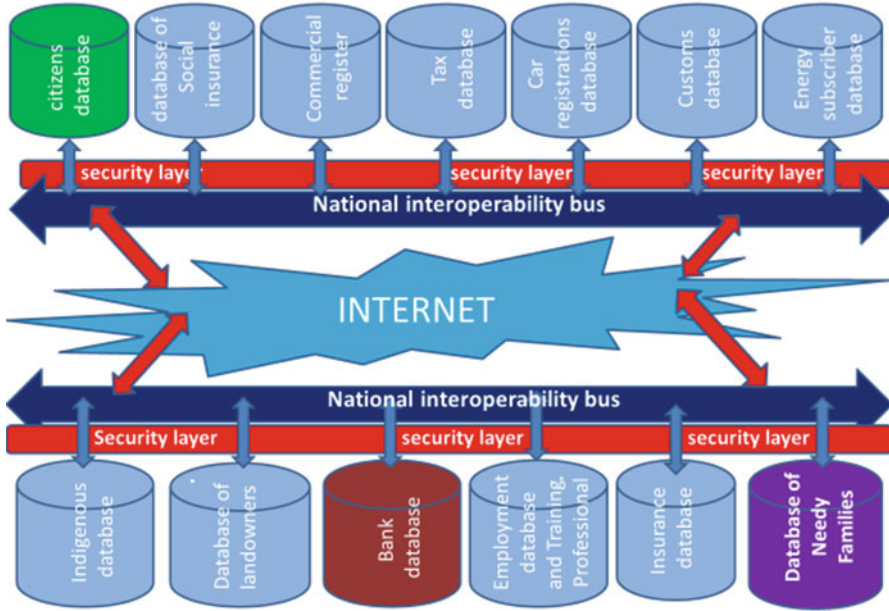 citizens
database
database of
Social
insurance
Commercial
register
Tax
database
Car
registrations
database
Customs
database
Energy
subscriber
database
security layer
security layer
security layer
National interoperability bus
INTERNET
National interoperability bus
Security layer
security layer
security layer
Indigenous
database
Database of
landowners
Bank
database
Employment
database
and Training,
Professional
Insurance
database
Database of
Needy
Families